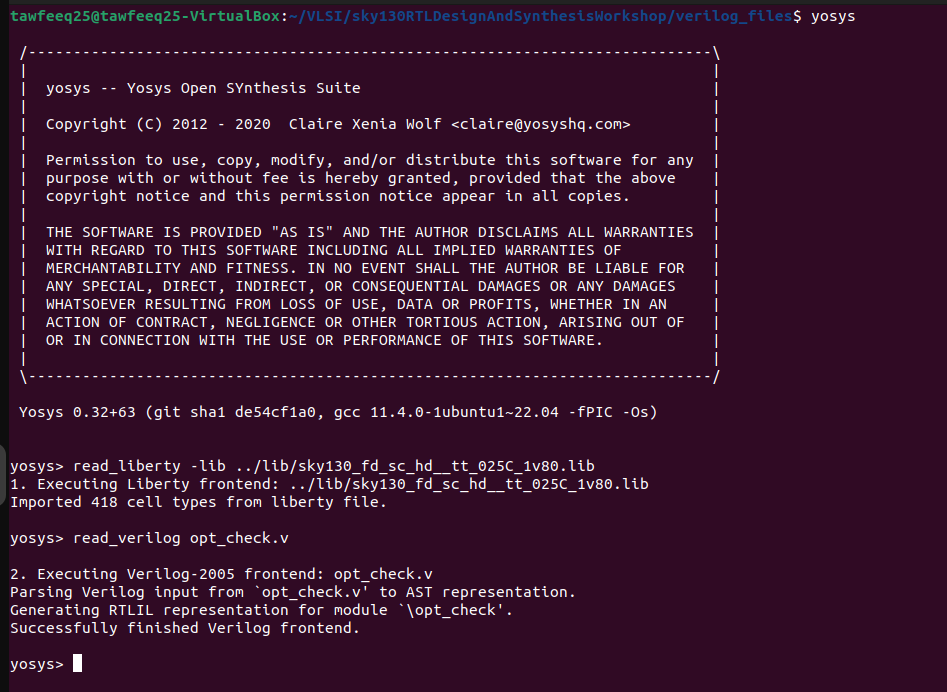 tawfeeq25@tawfeeq25-VirtualBox:~/VLSI/sky130RTLDesignAndSynthesisWorkshop/verilog_files$ yosys
/----------------------------------------------------------------------------\
|                                                                            |
|  yosys -- Yosys Open SYnthesis Suite                                       |
|                                                                            |
|  Copyright (C) 2012 - 2020  Claire Xenia Wolf <claire@yosyshq.com>         |
|                                                                            |
|  Permission to use, copy, modify, and/or distribute this software for any  |
|  purpose with or without fee is hereby granted, provided that the above    |
|  copyright notice and this permission notice appear in all copies.         |
|                                                                            |
|  THE SOFTWARE IS PROVIDED "AS IS" AND THE AUTHOR DISCLAIMS ALL WARRANTIES  |
|  WITH REGARD TO THIS SOFTWARE INCLUDING ALL IMPLIED WARRANTIES OF          |
|  MERCHANTABILITY AND FITNESS. IN NO EVENT SHALL THE AUTHOR BE LIABLE FOR   |
|  ANY SPECIAL, DIRECT, INDIRECT, OR CONSEQUENTIAL DAMAGES OR ANY DAMAGES    |
|  WHATSOEVER RESULTING FROM LOSS OF USE, DATA OR PROFITS, WHETHER IN AN     |
|  ACTION OF CONTRACT, NEGLIGENCE OR OTHER TORTIOUS ACTION, ARISING OUT OF   |
|  OR IN CONNECTION WITH THE USE OR PERFORMANCE OF THIS SOFTWARE.            |
|                                                                            |
\----------------------------------------------------------------------------/
Yosys 0.32+63 (git sha1 de54cf1a0, gcc 11.4.0-1ubuntu1~22.04 -fPIC -Os)
yosys> read_liberty -lib ../lib/sky130_fd_sc_hd__tt_025C_1v80.lib
1. Executing Liberty frontend: ../lib/sky130_fd_sc_hd__tt_025C_1v80.lib
Imported 418 cell types from liberty file.
yosys> read_verilog opt_check.v
2. Executing Verilog-2005 frontend: opt_check.v
Parsing Verilog input from `opt_check.v' to AST representation.
Generating RTLIL representation for module `\opt_check'.
Successfully finished Verilog frontend.
yosys>